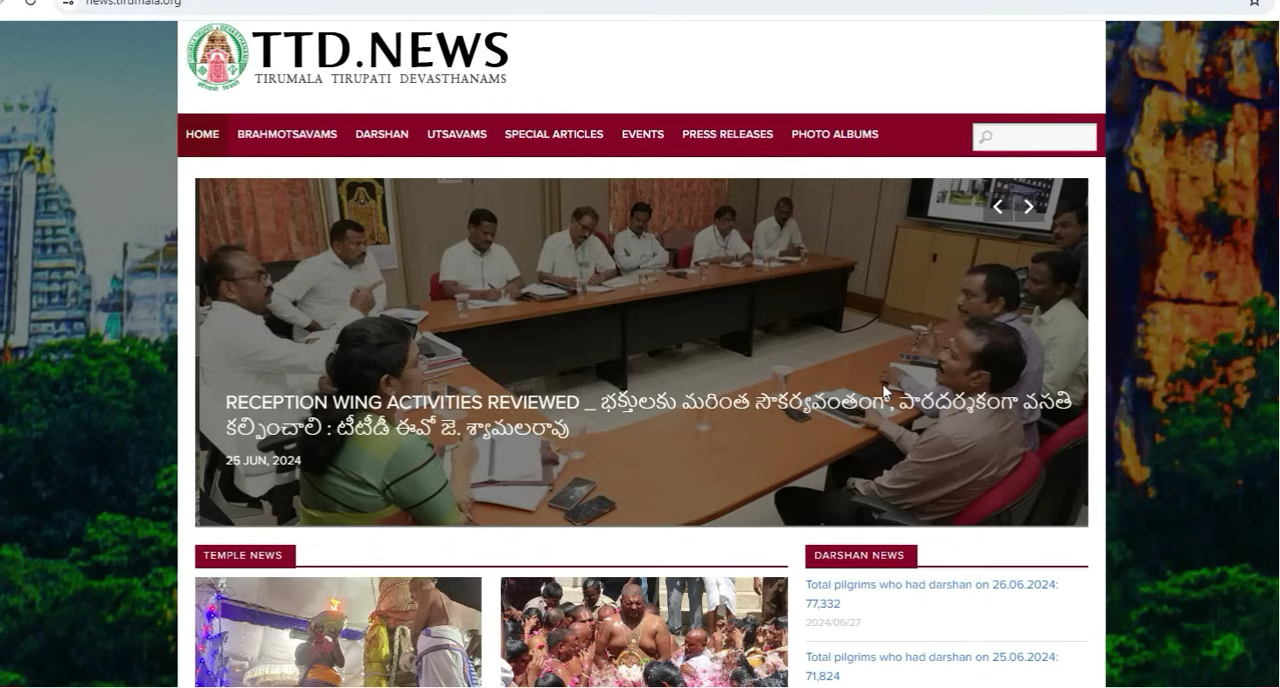 news.tirumala.org
TTD.NEWS
TIRUMALA TIRUPATI DEVASTHANAMS
HOME BRAHMOTSAVAMS DARSHAN UTSAVAMS SPECIAL ARTICLES EVENTS PRESS RELEASES PHOTO ALBUMS
RECEPTION WING ACTIVITIES REVIEWED _ భక్తులకు మరింత సౌకర్యవంతంగా, పారదర్శకంగా వసతి
కల్పించాలి : టీటీడీ ఈవో జె. శ్యామలరావు
25 JUN, 2024
TEMPLE NEWS
DARSHAN NEWS
Total pilgrims who had darshan on 26.06.2024:
77,332
2024/06/27
Total pilgrims who had darshan on 25.06.2024:
71,824